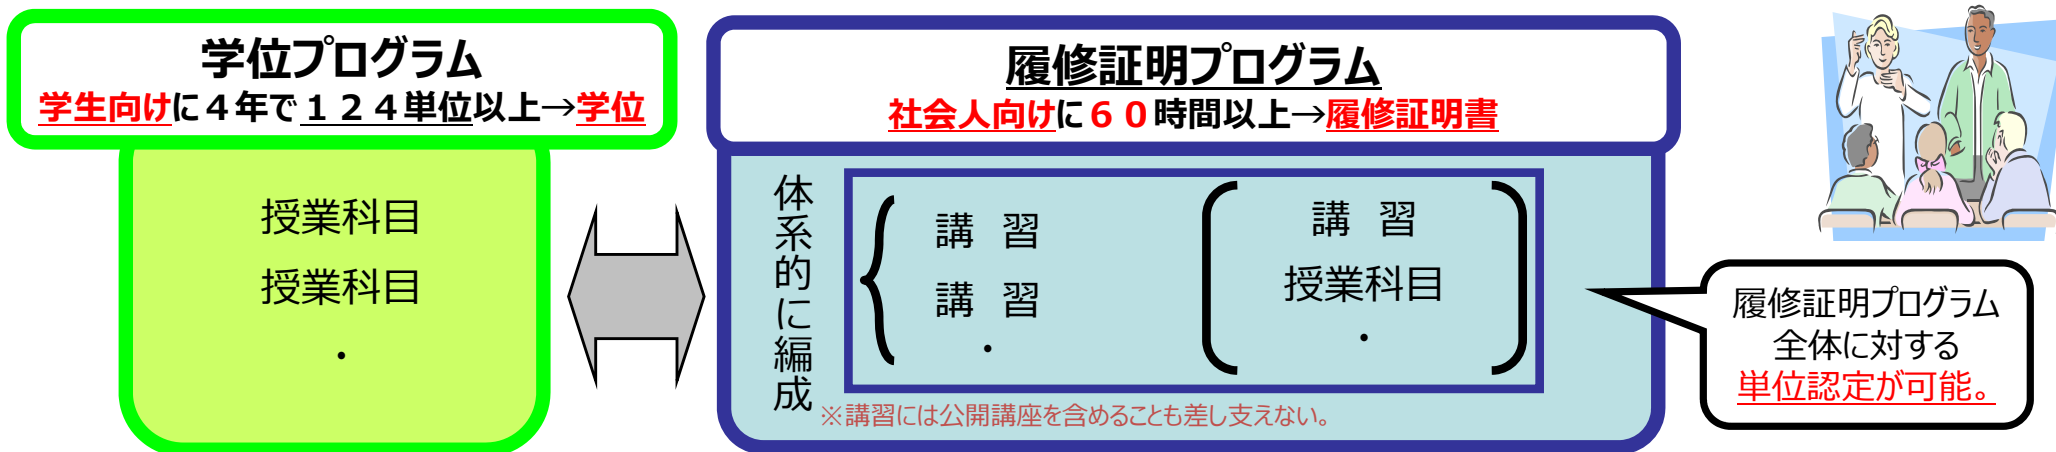 学位プログラム
学生向けに４年で１２４単位以上→学位
授業科目
授業科目
・
履修証明プログラム
社会人向けに６０時間以上→履修証明書
体系的に編成
講 習
講 習
・
講 習
授業科目
・
※講習には公開講座を含めることも差し支えない。
履修証明プログラム
全体に対する
単位認定が可能。